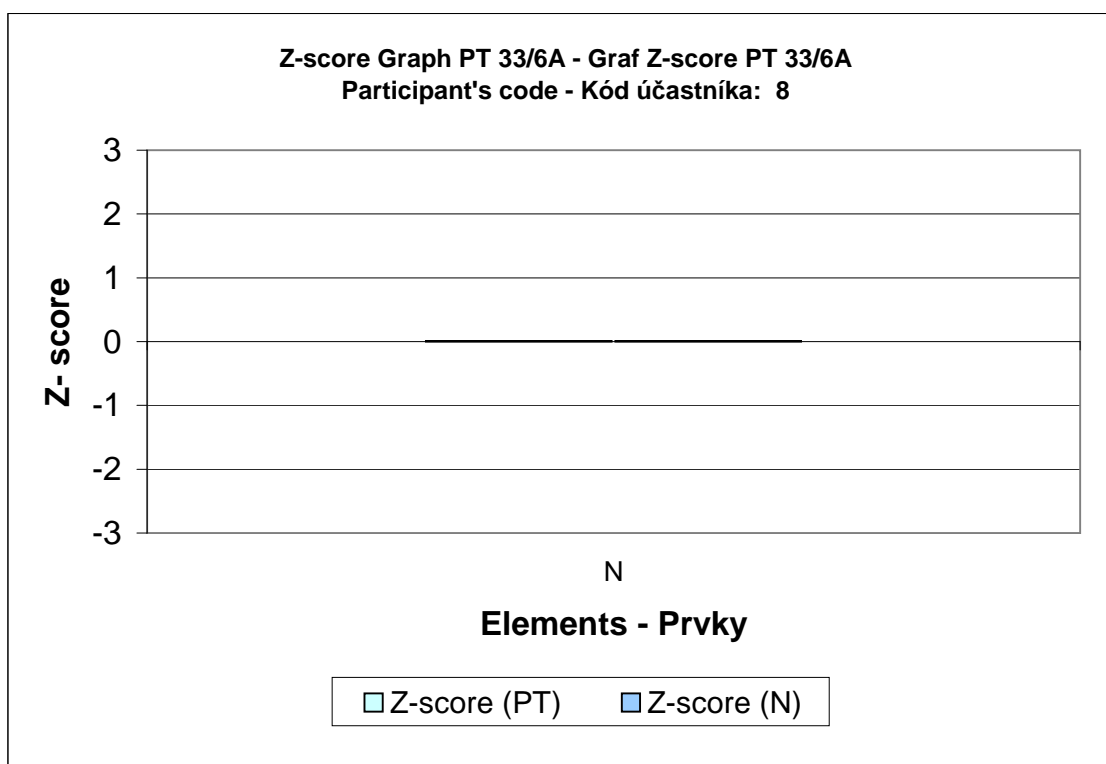 Z-score Graph PT 33/6A - Graf Z-score PT 33/6A
Participant's code - Kód účastníka: 8
3
2
1
0
-1
-2
-3
Z- score
N
Elements - Prvky
Z-score (PT)
Z-score (N)